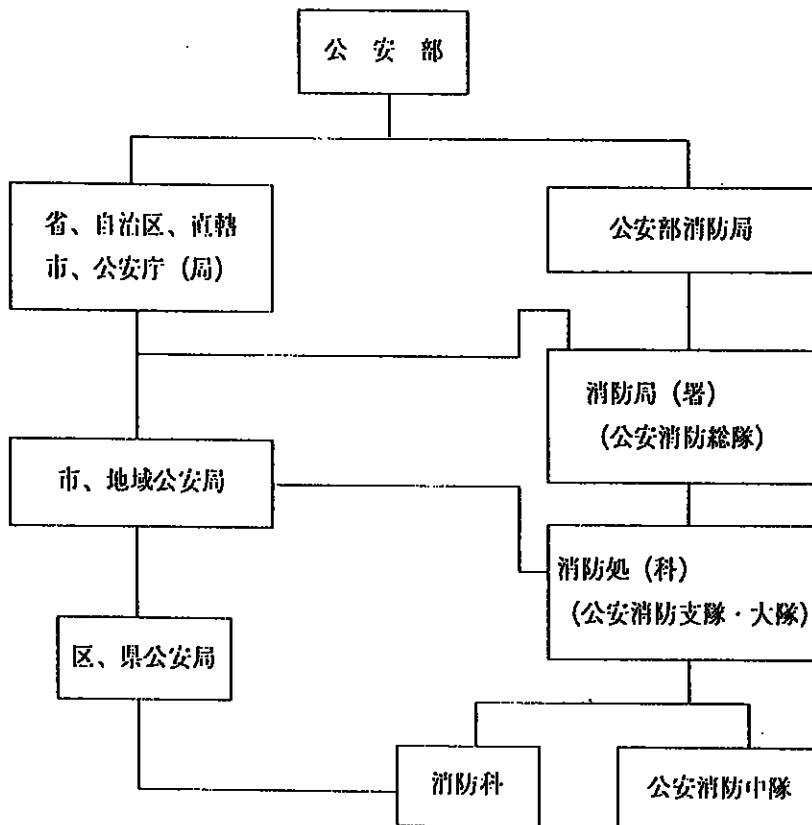 公安部
省、自治区、直轄
市、公安庁（局）
公安部消防局
消防局（署）
（公安消防総隊）
市、地域公安局
消防処（科）
（公安消防支隊・大隊）
区、県公安局
消防科
公安消防中隊